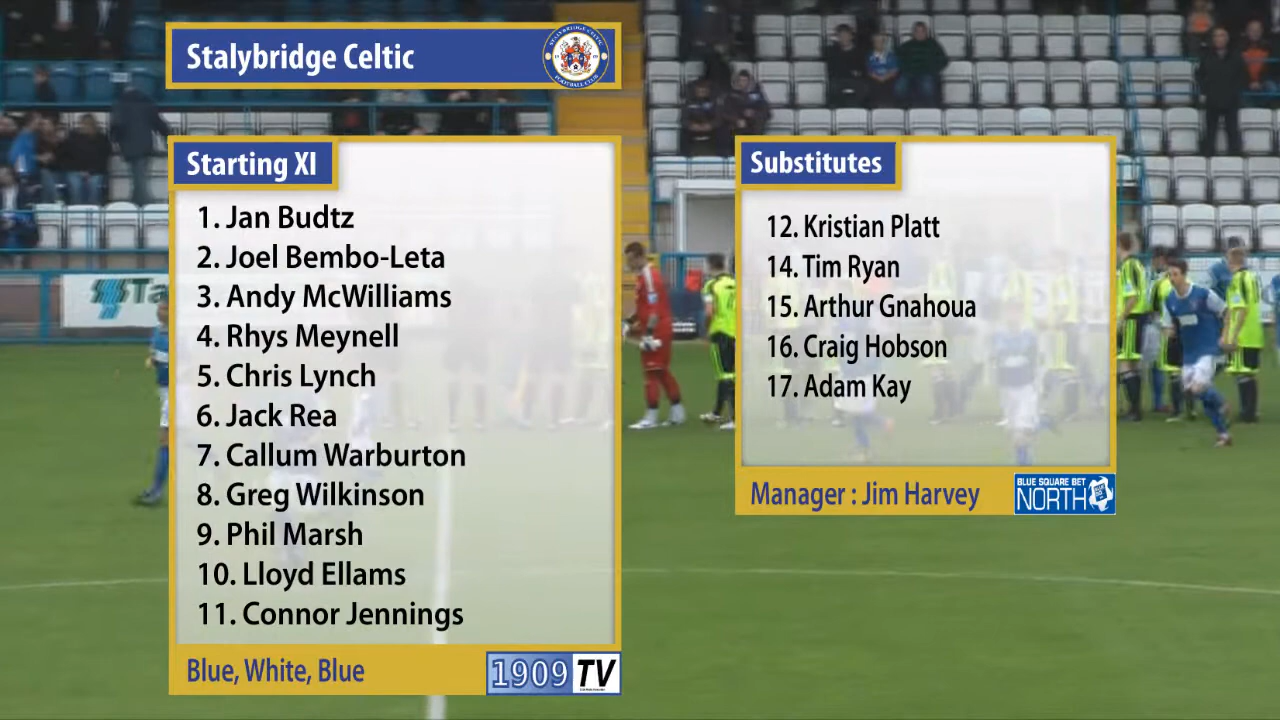 Stalybridge Celtic
Starting XI
1. Jan Budtz
2. Joel Bembo-Leta
3. Andy McWilliams
4. Rhys Meynell
5. Chris Lynch
6. Jack Rea
7. Callum Warburton
8. Greg Wilkinson
9. Phil Marsh
10. Lloyd Ellams
11. Connor Jennings
Blue, White, Blue
1909 TV
Substitutes
12. Kristian Platt
14. Tim Ryan
15. Arthur Gnahoua
16. Craig Hobson
17. Adam Kay
Manager : Jim Harvey
BLUE SQUARE BET
NORTH